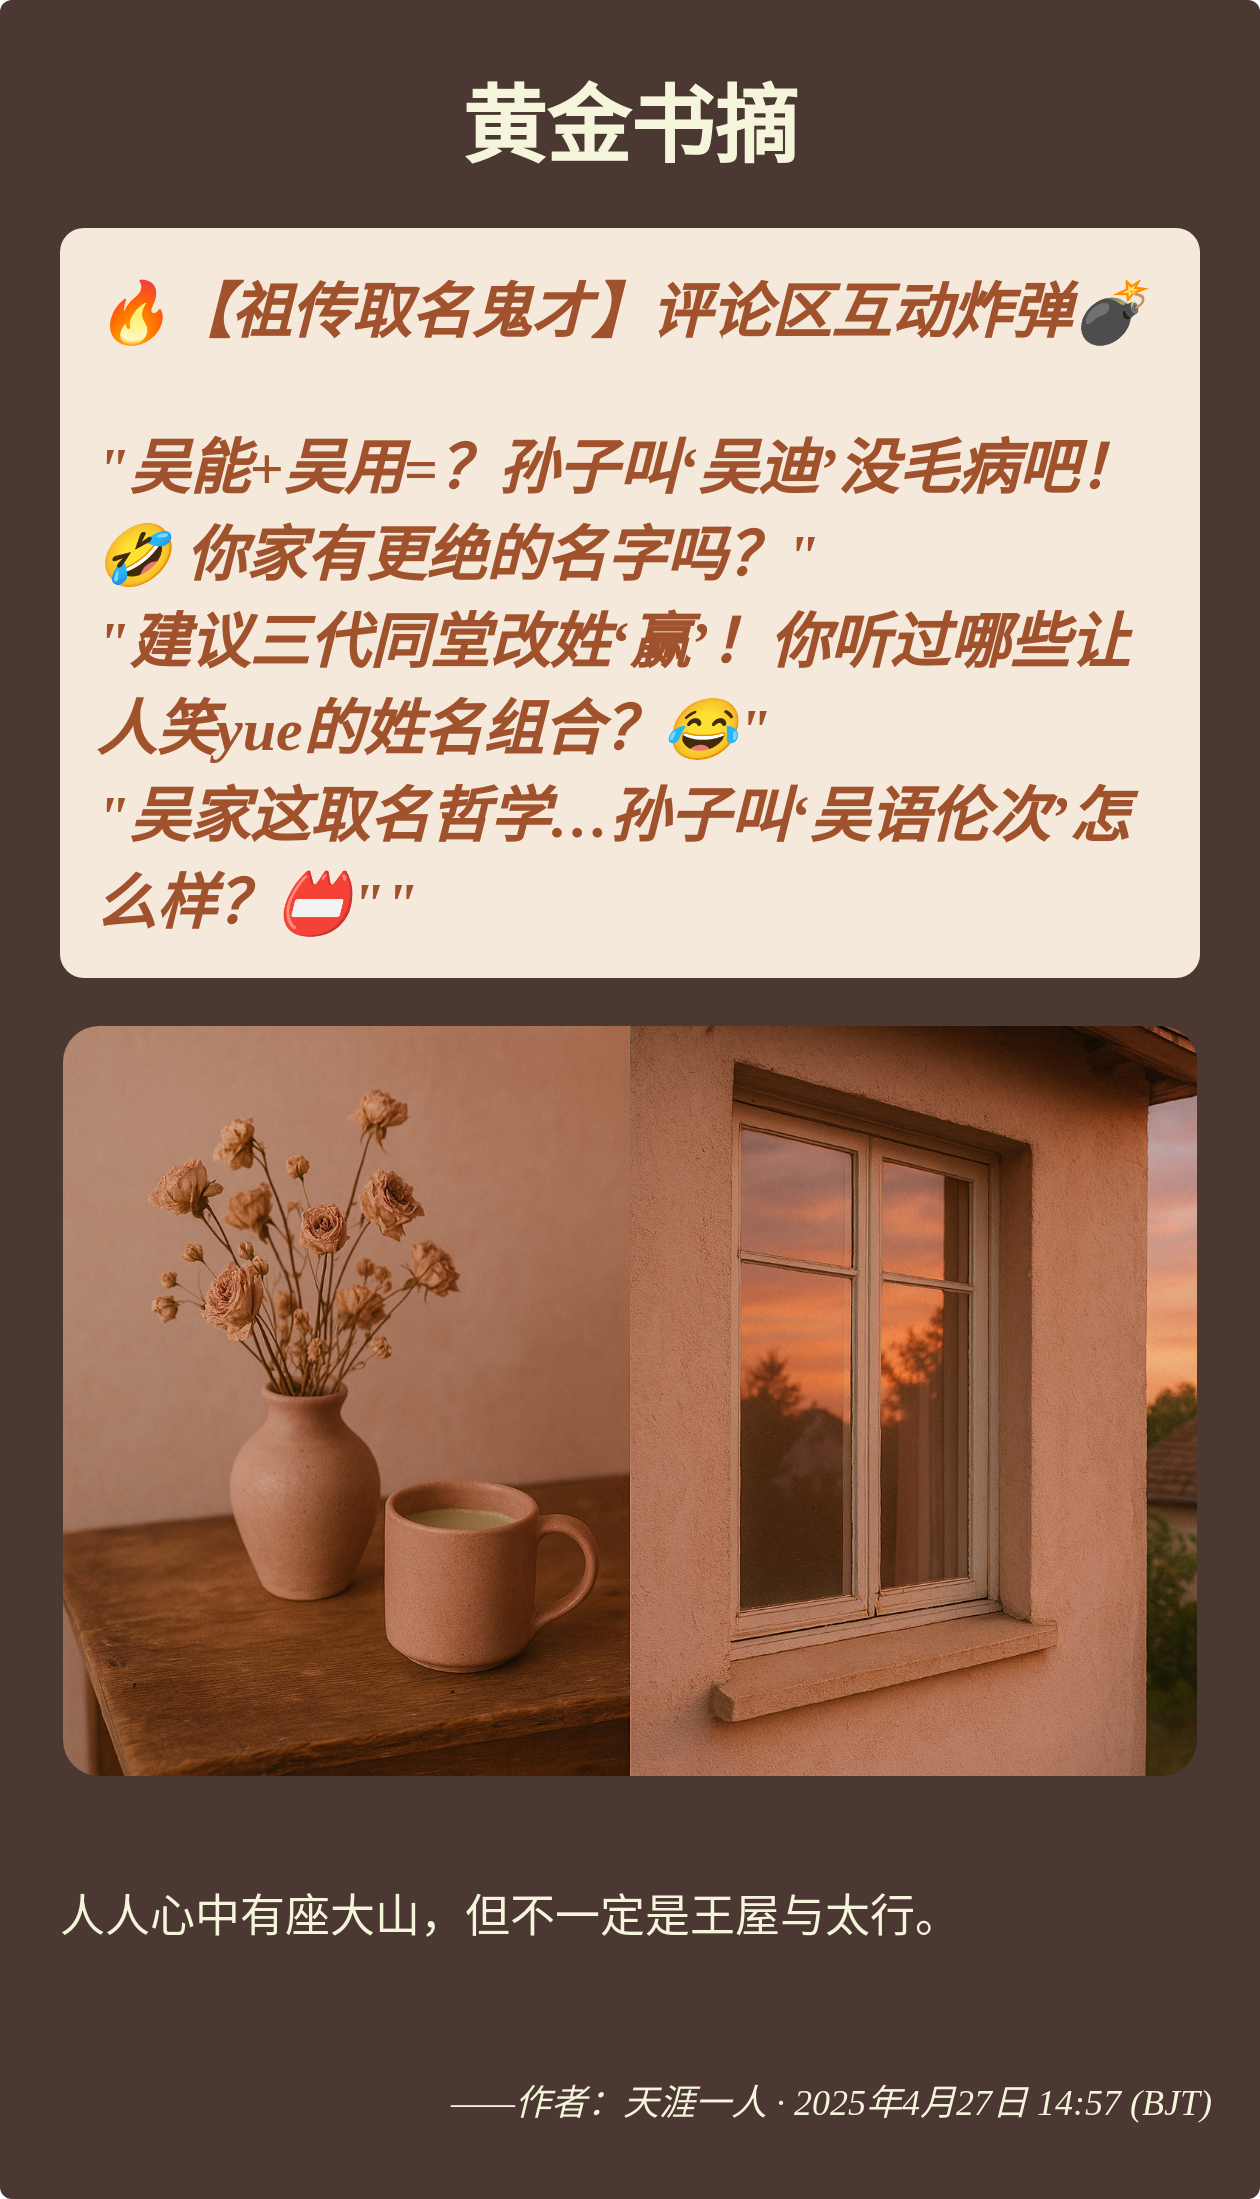 黄金书摘
🔥【祖传取名鬼才】评论区互动炸弹💣
"吴能+吴用=？孙子叫‘吴迪’没毛病吧！
🤣 你家有更绝的名字吗？"
"建议三代同堂改姓‘赢’！你听过哪些让
人笑yue的姓名组合？😂"
"吴家这取名哲学…孙子叫‘吴语伦次’怎
么样？📛""
人人心中有座大山，但不一定是王屋与太行。
——作者：天涯一人 · 2025年4月27日 14:57 (BJT)